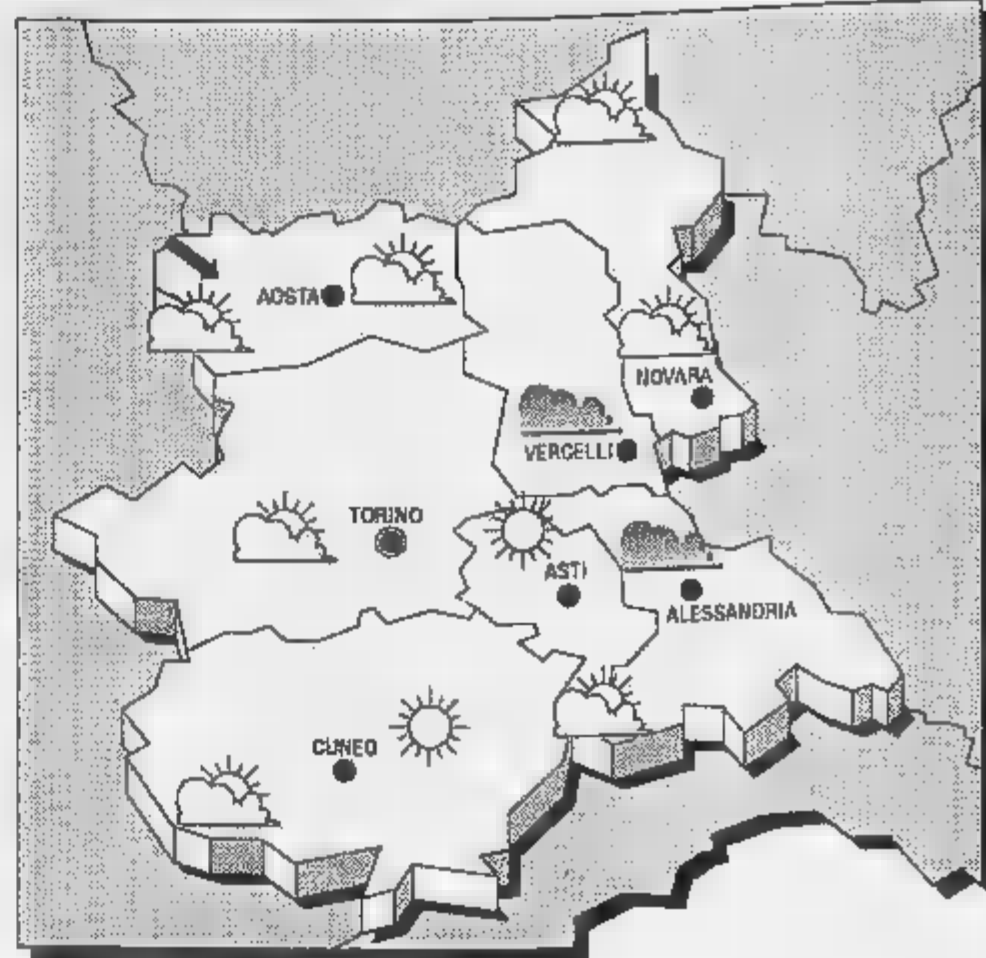 AOSTA
NOVARA
VERCELLI
TORINO
ASTI
ALESSANDRIA
CUNEO